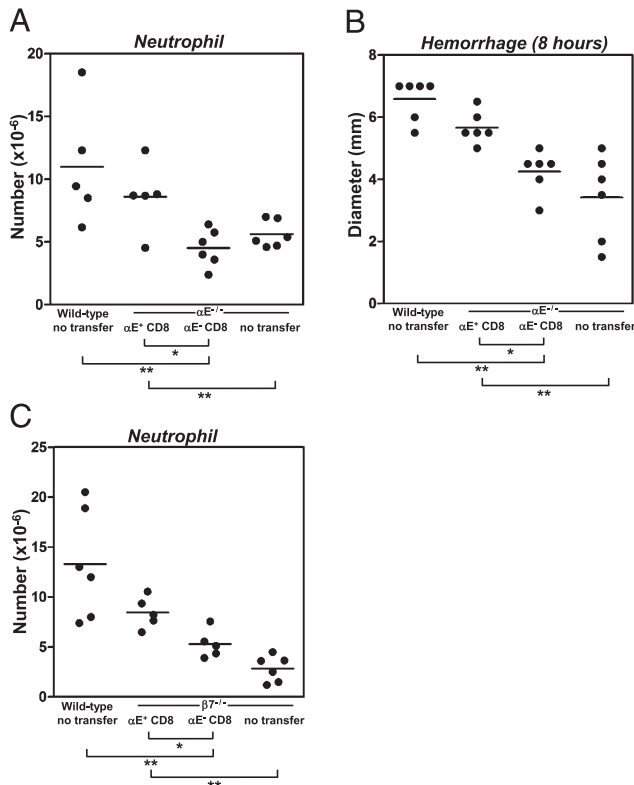 A
Neutrophil
Number (x10⁻⁶)
20
15
10
5
0
Wild-type
no transfer
αE⁻/⁻
αE⁺ CD8
αE⁻ CD8
no transfer
*
**
**
B
Hemorrhage (8 hours)
Diameter (mm)
8
6
4
2
0
Wild-type
no transfer
αE⁻/⁻
αE⁺ CD8
αE⁻ CD8
no transfer
*
**
**
C
Neutrophil
Number (x10⁻⁶)
25
20
15
10
5
0
Wild-type
no transfer
β7⁻/⁻
αE⁺ CD8
αE⁻ CD8
no transfer
*
**
**